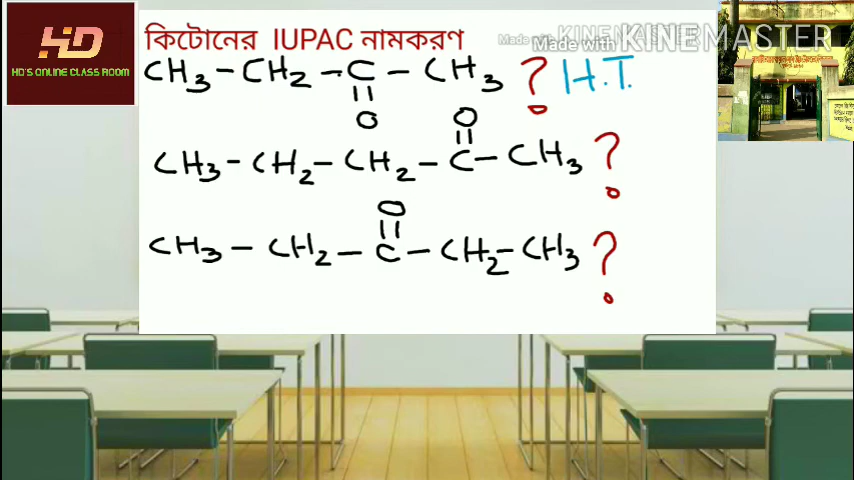 HD
HD'S ONLINE CLASS ROOM
কিটোনের IUPAC নামকরণ
Made with KINEMASTER
CH3 - CH2 - C - CH3 ? H.T.
||
O
O
||
CH3 - CH2 - CH2 - C - CH3 ?
O
||
CH3 - CH2 - C - CH2 - CH3 ?